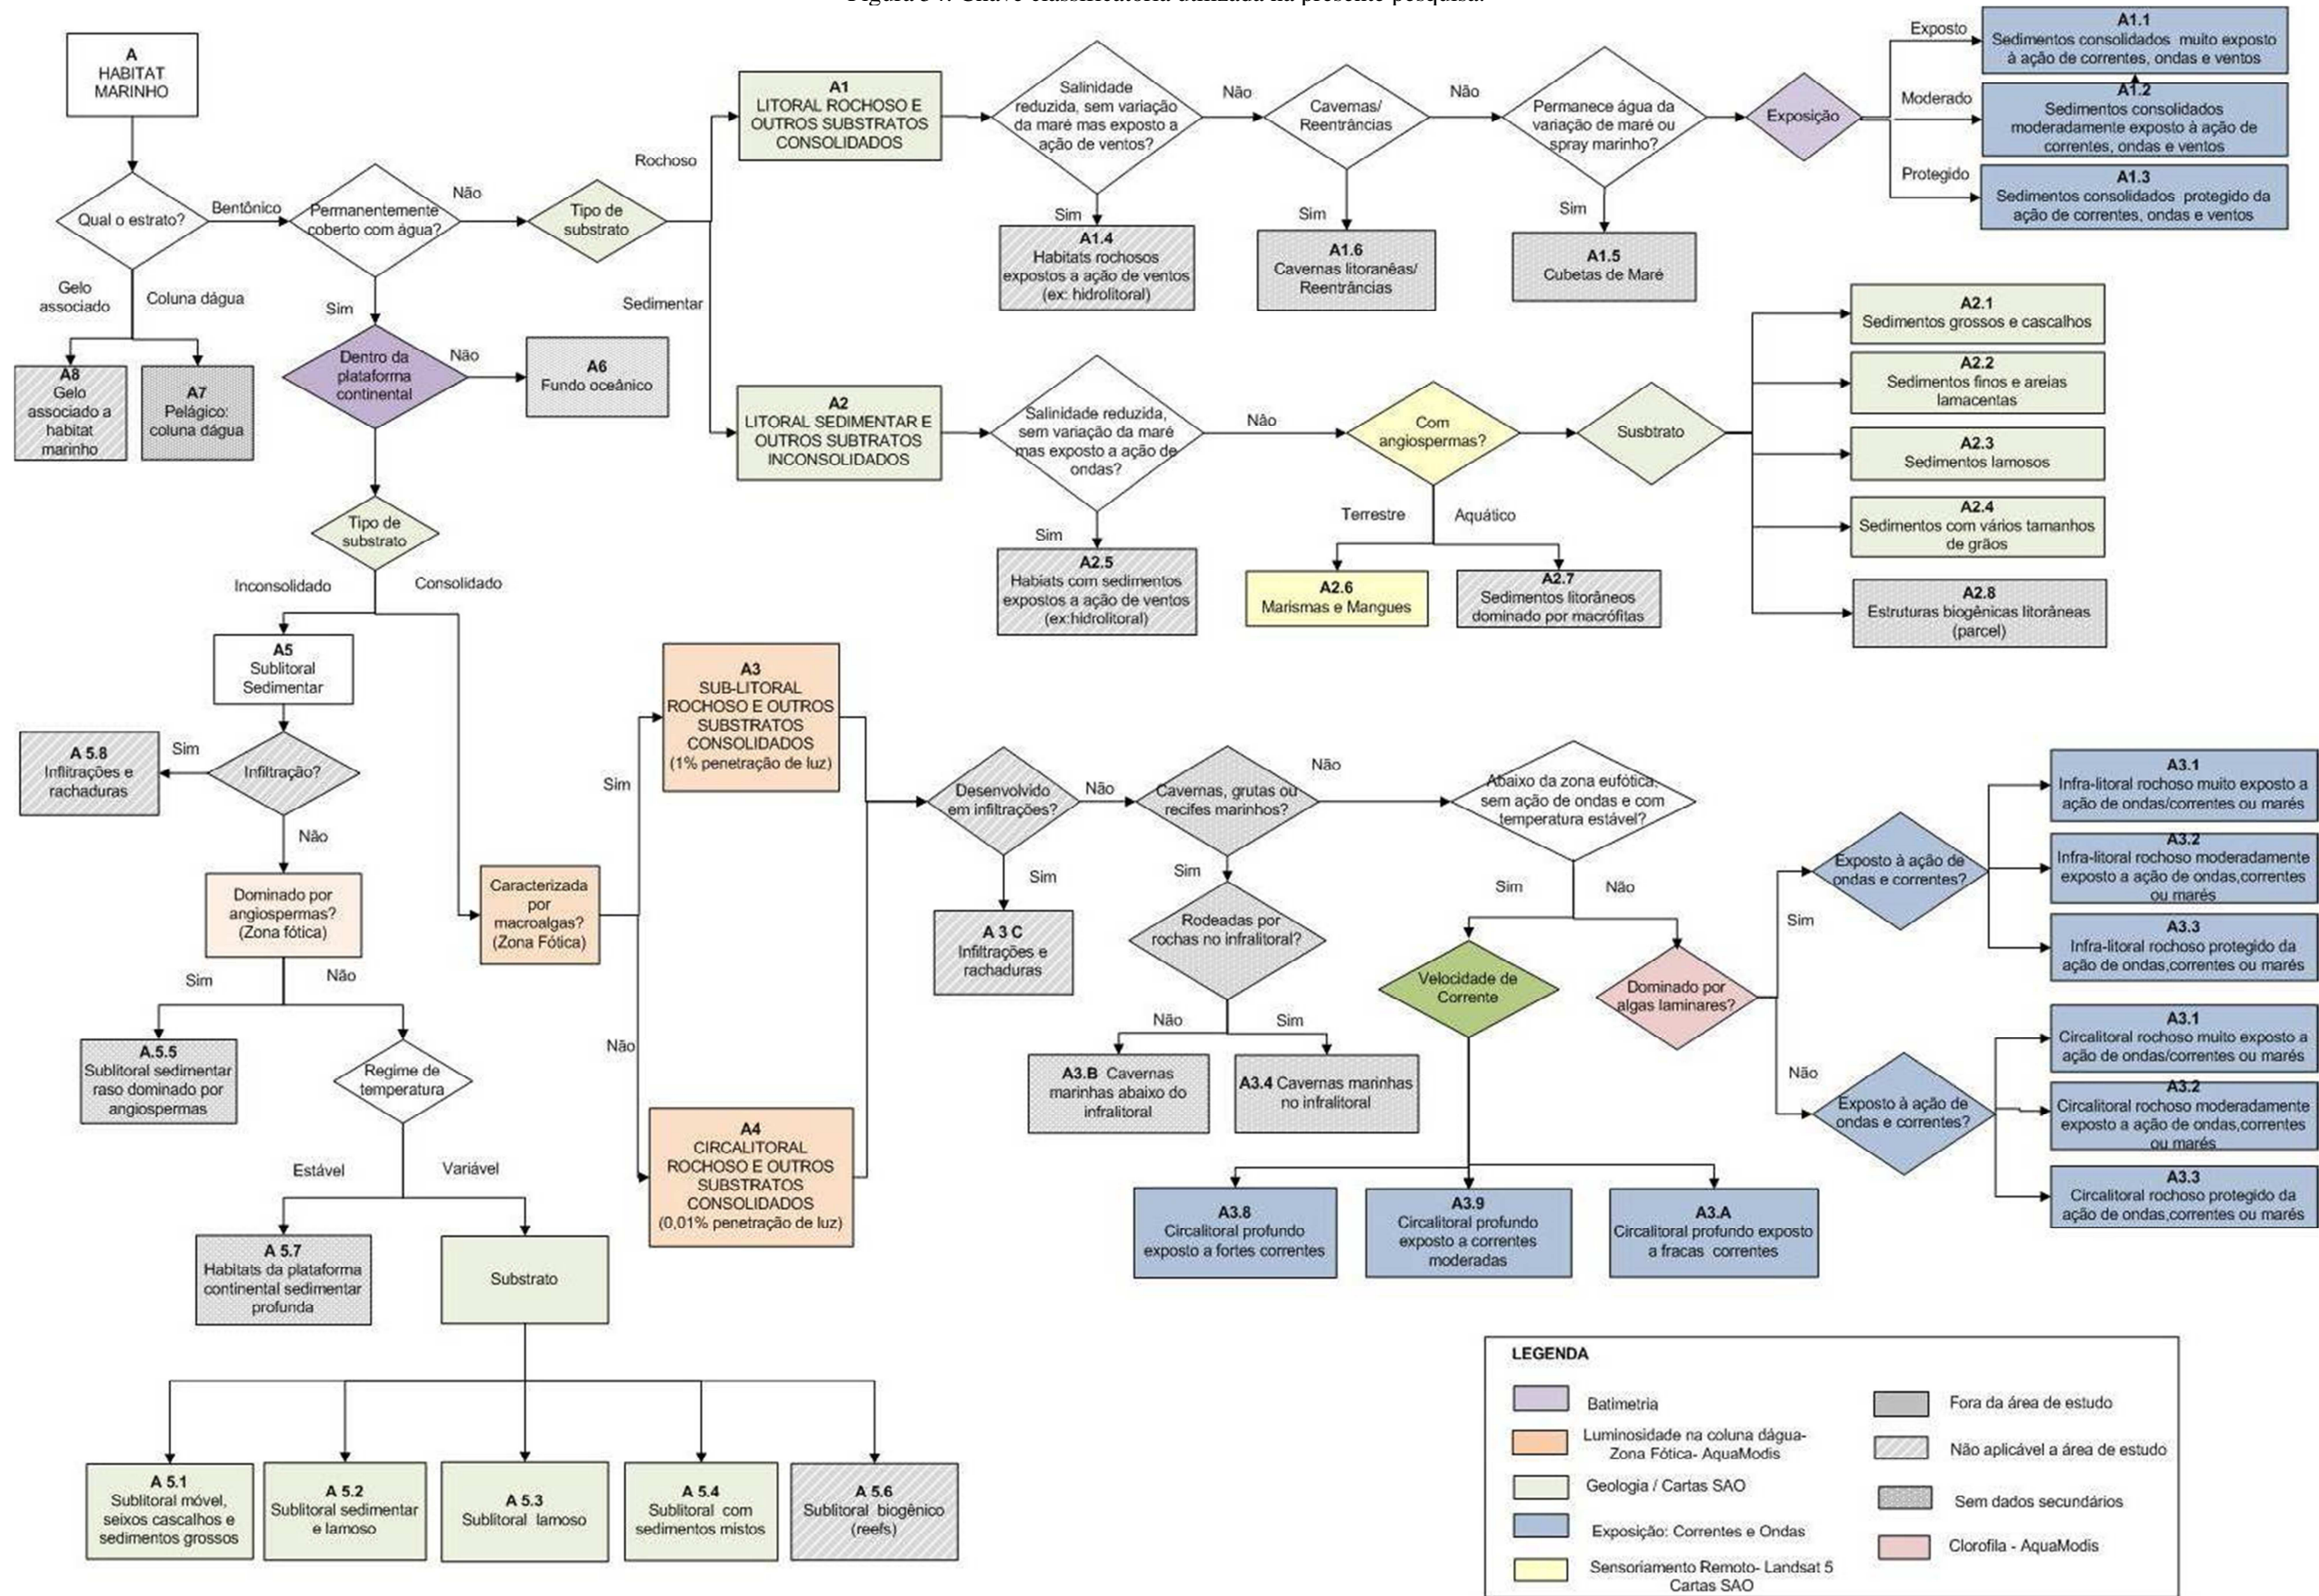 Figura 34: Chave classificatória utilizada na presente pesquisa.
A
HABITAT
MARINHO
Qual o estrato?
Bentônico
Gelo
associado
Coluna dágua
A8
Gelo
associado a
habitat
marinho
A7
Pelágico:
coluna dágua
Permanentemente
coberto com água?
Não
Sim
Dentro da
plataforma
continental
Não
A6
Fundo oceânico
Tipo de
substrato
Rochoso
Sedimentar
A1
LITORAL ROCHOSO E
OUTROS SUBSTRATOS
CONSOLIDADOS
Salinidade
reduzida, sem variação
da maré mas exposto a
ação de ventos?
Não
Sim
A1.4
Habitats rochosos
expostos a ação de ventos
(ex: hidrolitoral)
Cavernas/
Reentrâncias
Não
Sim
A1.6
Cavernas litoranêas/
Reentrâncias
Permanece água da
variação de maré ou
spray marinho?
Sim
A1.5
Cubetas de Maré
Exposição
Exposto
Moderado
Protegido
A1.1
Sedimentos consolidados muito exposto
à ação de correntes, ondas e ventos
A1.2
Sedimentos consolidados
moderadamente exposto à ação de
correntes, ondas e ventos
A1.3
Sedimentos consolidados protegido da
ação de correntes, ondas e ventos
A2
LITORAL SEDIMENTAR E
OUTROS SUBTRATOS
INCONSOLIDADOS
Salinidade reduzida,
sem variação da maré
mas exposto a ação de
ondas?
Não
Sim
A2.5
Habiats com sedimentos
expostos a ação de ventos
(ex:hidrolitoral)
Com
angiospermas?
Terrestre
Aquático
A2.6
Marismas e Mangues
A2.7
Sedimentos litorâneos
dominado por macrófitas
Susbtrato
A2.1
Sedimentos grossos e cascalhos
A2.2
Sedimentos finos e areias
lamacentas
A2.3
Sedimentos lamosos
A2.4
Sedimentos com vários tamanhos
de grãos
A2.8
Estruturas biogênicas litorâneas
(parcel)
Tipo de
substrato
Inconsolidado
Consolidado
A5
Sublitoral
Sedimentar
Infiltração?
Sim
A 5.8
Inflitrações e
rachaduras
Não
Dominado por
angiospermas?
(Zona fótica)
Sim
Não
A.5.5
Sublitoral sedimentar
raso dominado por
angiospermas
Regime de
temperatura
Estável
Variável
A 5.7
Habitats da plataforma
continental sedimentar
profunda
Substrato
A 5.1
Sublitoral móvel,
seixos cascalhos e
sedimentos grossos
A 5.2
Sublitoral sedimentar
e lamoso
A 5.3
Sublitoral lamoso
A 5.4
Sublitoral com
sedimentos mistos
A 5.6
Sublitoral biogênico
(reefs)
Caracterizada
por
macroalgas?
(Zona Fótica)
Sim
Não
A3
SUB-LITORAL
ROCHOSO E OUTROS
SUBSTRATOS
CONSOLIDADOS
(1% penetração de luz)
A4
CIRCALITORAL
ROCHOSO E OUTROS
SUBSTRATOS
CONSOLIDADOS
(0,01% penetração de luz)
Desenvolvido
em infiltrações?
Não
Sim
A 3 C
Infiltrações e
rachaduras
Cavernas, grutas ou
recifes marinhos?
Não
Sim
Rodeadas por
rochas no infralitoral?
Não
Sim
A3.B Cavernas
marinhas abaixo do
infralitoral
A3.4 Cavernas marinhas
no infralitoral
Abaixo da zona eufótica,
sem ação de ondas e com
temperatura estável?
Sim
Não
Velocidade de
Corrente
A3.8
Circalitoral profundo
exposto a fortes correntes
A3.9
Circalitoral profundo
exposto a correntes
moderadas
A3.A
Circalitoral profundo exposto
a fracas correntes
Dominado por
algas laminares?
Sim
Não
Exposto à ação de
ondas e correntes?
A3.1
Infra-litoral rochoso muito exposto a
ação de ondas/correntes ou marés
A3.2
Infra-litoral rochoso moderadamente
exposto a ação de ondas,correntes
ou marés
A3.3
Infra-litoral rochoso protegido da
ação de ondas,correntes ou marés
Exposto à ação de
ondas e correntes?
A3.1
Circalitoral rochoso muito exposto a
ação de ondas/correntes ou marés
A3.2
Circalitoral rochoso moderadamente
exposto a ação de ondas,correntes
ou marés
A3.3
Circalitoral rochoso protegido da
ação de ondas,correntes ou marés
LEGENDA
Batimetria
Luminosidade na coluna dágua-
Zona Fótica- AquaModis
Geologia / Cartas SAO
Exposição: Correntes e Ondas
Sensoriamento Remoto- Landsat 5
Cartas SAO
Fora da área de estudo
Não aplicável a área de estudo
Sem dados secundários
Clorofila - AquaModis